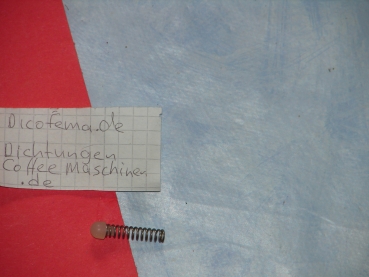 Dicofema.de
Dichtungen
Coffee Maschinen
.de